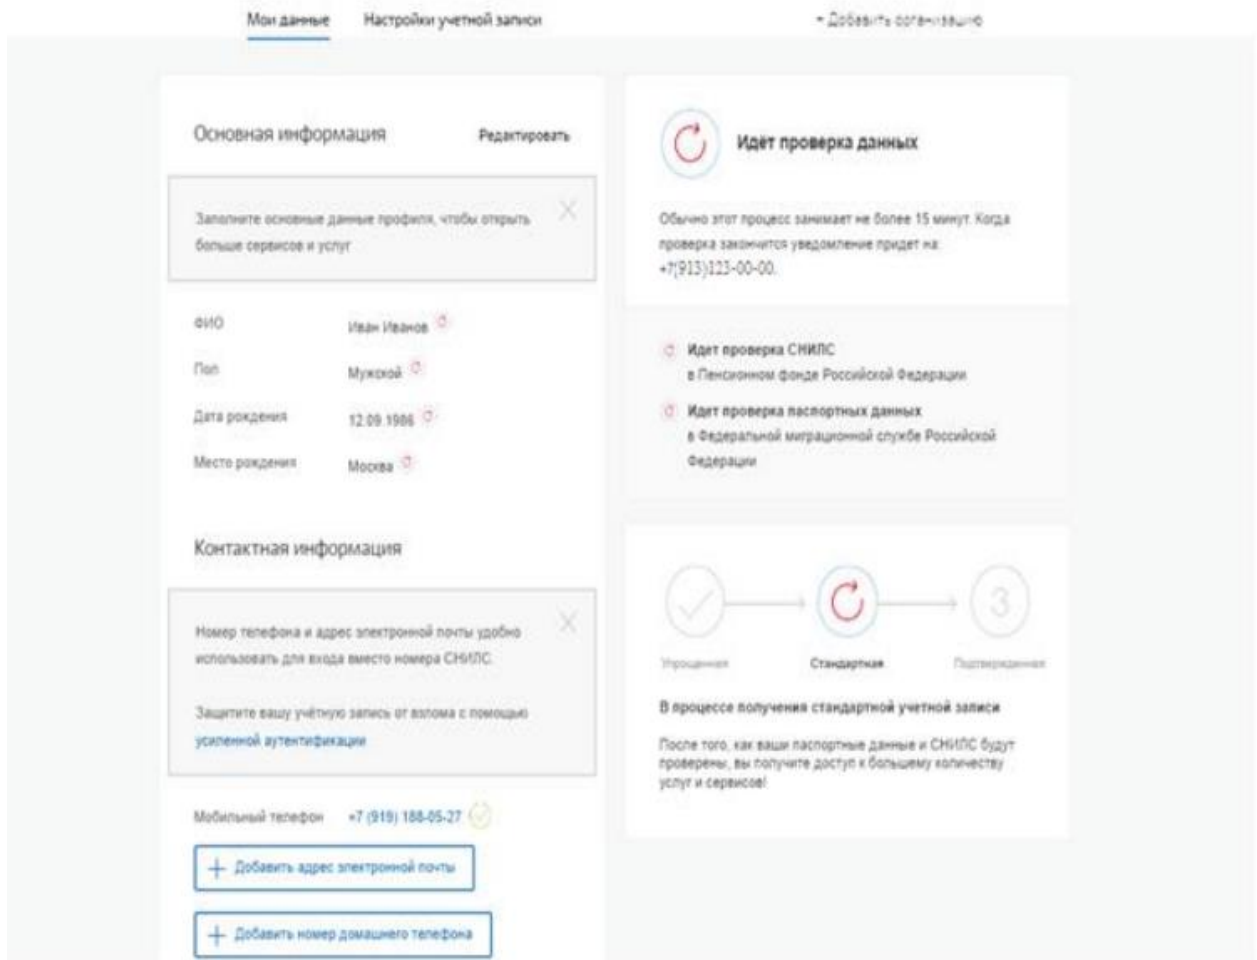 Мои данные
Настройки учетной записи
+ Добавить организацию
Основная информация
Редактировать
Заполните основные данные профиля, чтобы открыть
больше сервисов и услуг
ФИО
Иван Иванов
Пол
Мужской
Дата рождения
12.09.1986
Место рождения
Москва
Контактная информация
Номер телефона и адрес электронной почты удобно
использовать для входа вместо номера СНИЛС.
Защитите вашу учётную запись от взлома с помощью
усиленной аутентификации
Мобильный телефон
+7 (919) 188-05-27
+ Добавить адрес электронной почты
+ Добавить номер домашнего телефона
Идёт проверка данных
Обычно этот процесс занимает не более 15 минут. Когда
проверка закончится уведомление придет на:
+7(913)123-00-00.
Идет проверка СНИЛС
в Пенсионном фонде Российской Федерации
Идет проверка паспортных данных
в Федеральной миграционной службе Российской
Федерации
3
Упрощенная
Стандартная
Подтвержденная
В процессе получения стандартной учетной записи
После того, как ваши паспортные данные и СНИЛС будут
проверены, вы получите доступ к большему количеству
услуг и сервисов!